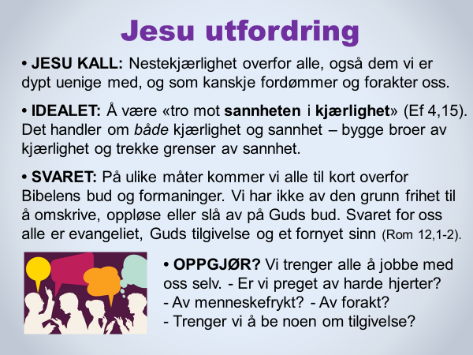 Jesu utfordring
• JESU KALL: Nestekjærlighet overfor alle, også dem vi er
dypt uenige med, og som kanskje fordømmer og forakter oss.
• IDEALET: Å være «tro mot sannheten i kjærlighet» (Ef 4,15).
Det handler om både kjærlighet og sannhet – bygge broer av
kjærlighet og trekke grenser av sannhet.
• SVARET: På ulike måter kommer vi alle til kort overfor
Bibelens bud og formaninger. Vi har ikke av den grunn frihet til
å omskrive, oppløse eller slå av på Guds bud. Svaret for oss
alle er evangeliet, Guds tilgivelse og et fornyet sinn (Rom 12,1-2).
• OPPGJØR? Vi trenger alle å jobbe med
oss selv. - Er vi preget av harde hjerter?
- Av menneskefrykt? - Av forakt?
- Trenger vi å be noen om tilgivelse?